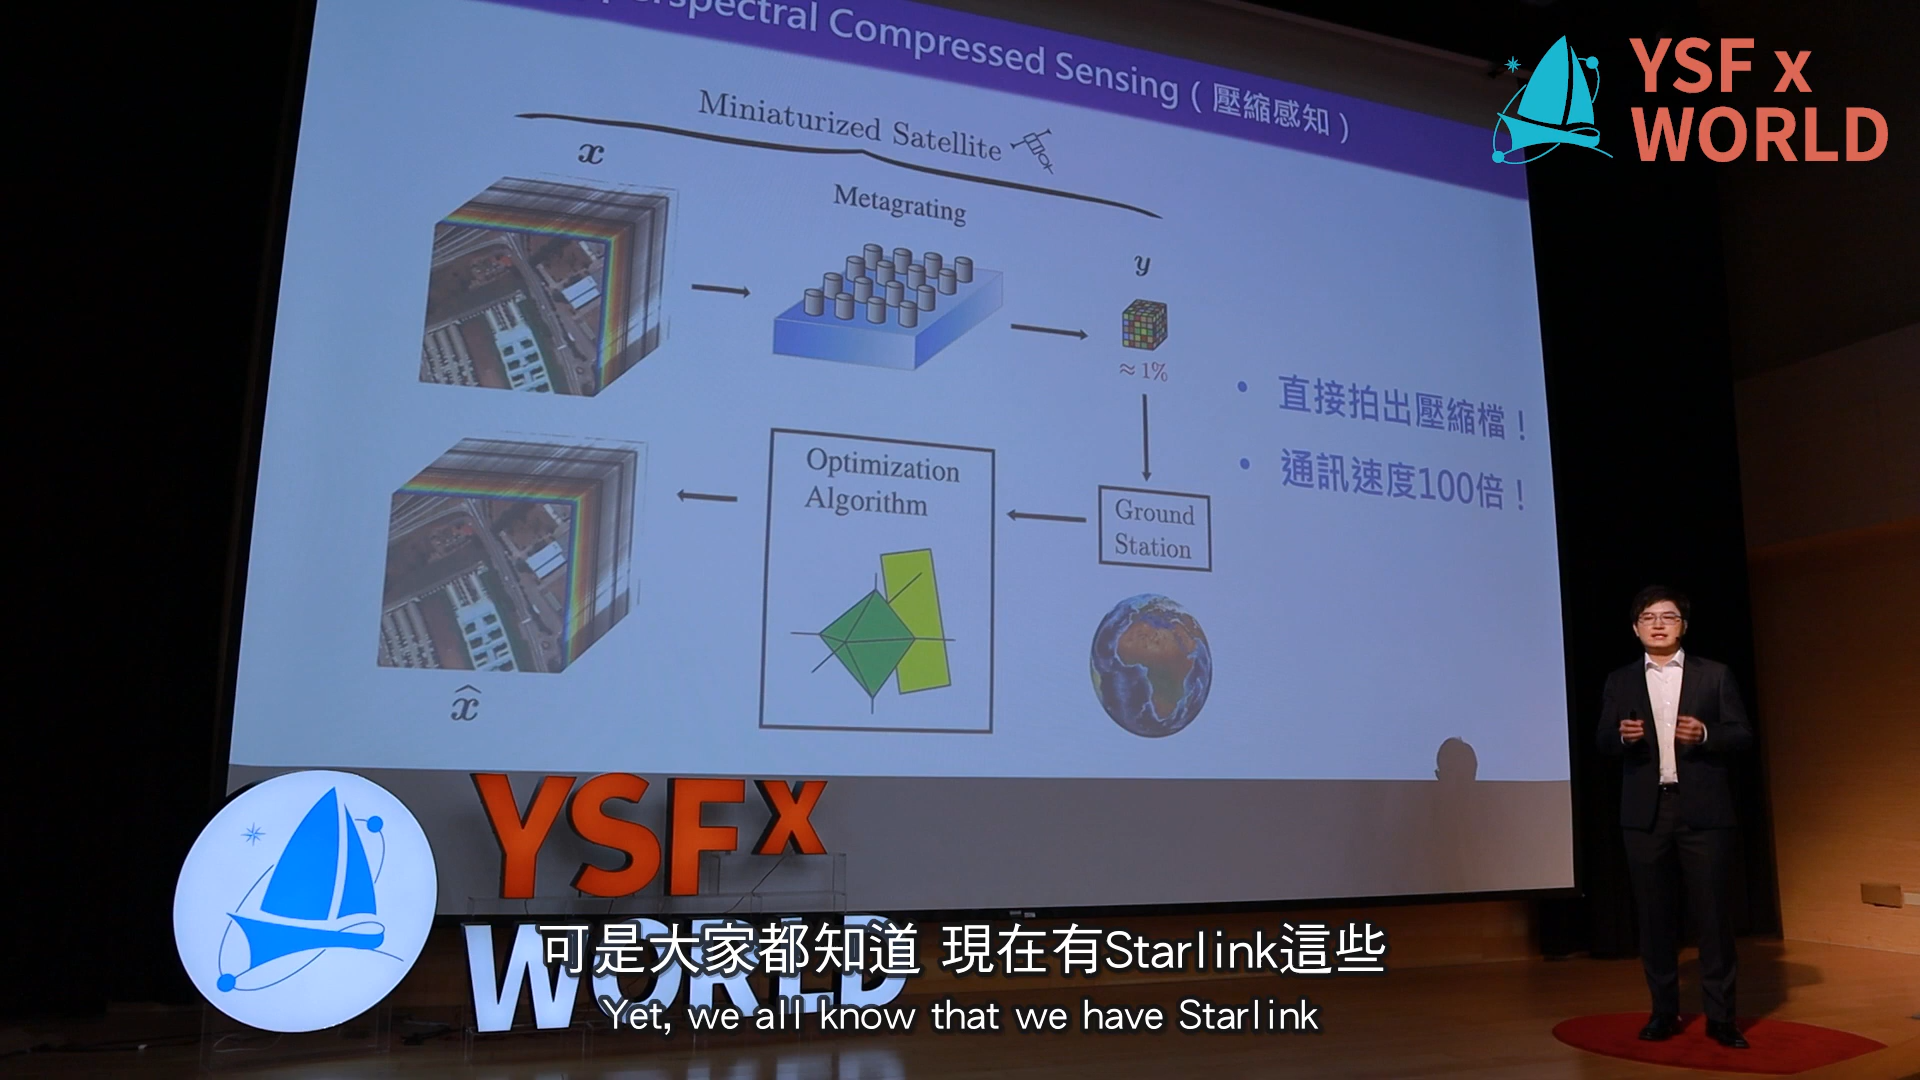 perspectral Compressed Sensing（壓縮感知）
YSF x
WORLD
Miniaturized Satellite
x
Metagrating
y
≈ 1%
• 直接拍出壓縮檔！
• 通訊速度100倍！
Optimization
Algorithm
Ground
Station
x̂
YSF x
WORLD
可是大家都知道 現在有Starlink這些
Yet, we all know that we have Starlink